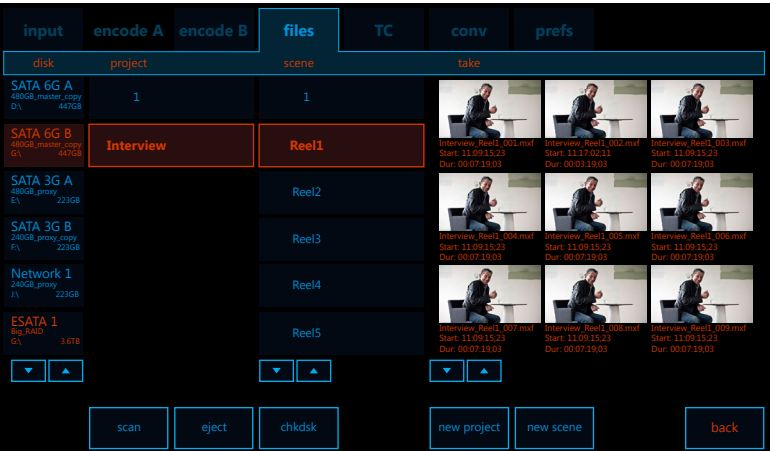 input encode A encode B files TC conv prefs
disk project scene take
SATA 6G A
480GB_master_copy
D:\ 447GB
SATA 6G B
480GB_master_copy
G:\ 447GB
SATA 3G A
480GB_proxy
E:\ 223GB
SATA 3G B
240GB_proxy_copy
F:\ 223GB
Network 1
240GB_proxy
J:\ 223GB
ESATA 1
Big_RAID
G:\ 3.6TB
1
Interview
1
Reel1
Reel2
Reel3
Reel4
Reel5
Interview_Reel1_001.mxf
Start: 11:09:15;23
Dur: 00:07:19;03
Interview_Reel1_002.mxf
Start: 11:17:02;11
Dur: 00:03:19;03
Interview_Reel1_003.mxf
Start: 11:09:15;23
Dur: 00:07:19;03
Interview_Reel1_004.mxf
Start: 11:09:15;23
Dur: 00:07:19;03
Interview_Reel1_005.mxf
Start: 11:09:15;23
Dur: 00:07:19;03
Interview_Reel1_006.mxf
Start: 11:09:15;23
Dur: 00:07:19;03
Interview_Reel1_007.mxf
Start: 11:09:15;23
Dur: 00:07:19;03
Interview_Reel1_008.mxf
Start: 11:09:15;23
Dur: 00:07:19;03
Interview_Reel1_009.mxf
Start: 11:09:15;23
Dur: 00:07:19;03
scan eject chkdsk new project new scene back